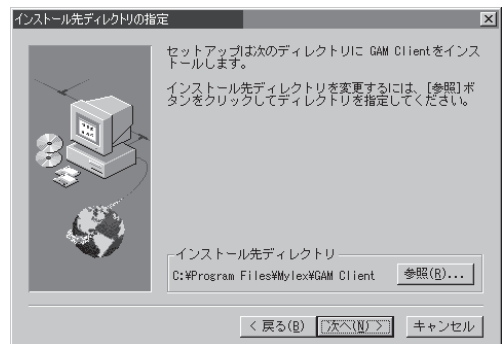 インストール先ディレクトリの指定
セットアップは次のディレクトリに GAM Clientをインス
トールします。
インストール先ディレクトリを変更するには、[参照]ボ
タンをクリックしてディレクトリを指定してください。
インストール先ディレクトリ
C:¥Program Files¥Mylex¥GAM Client
参照(R)...
< 戻る(B)
次へ(N) >
キャンセル